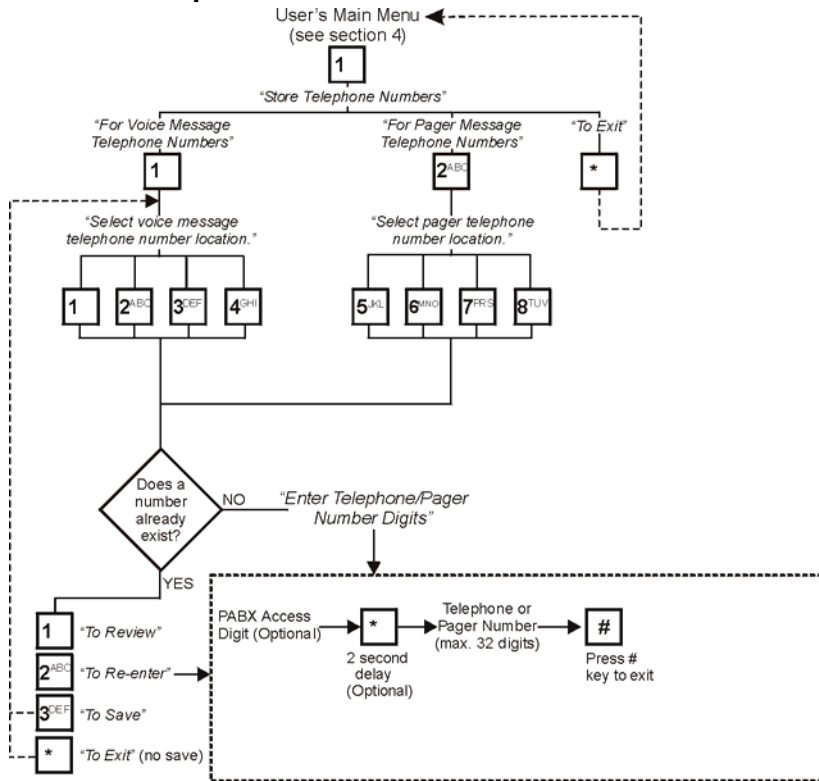 User's Main Menu
(see section 4)
1
"Store Telephone Numbers"
"For Voice Message
Telephone Numbers"
1
"For Pager Message
Telephone Numbers"
2ABC
"To Exit"
*
"Select voice message
telephone number location."
1
2ABC
3DEF
4GHI
"Select pager telephone
number location."
5JKL
6MNO
7PRS
8TUV
Does a
number
already
exist?
NO
"Enter Telephone/Pager
Number Digits"
YES
1 "To Review"
2ABC "To Re-enter"
3DEF "To Save"
* "To Exit" (no save)
PABX Access
Digit (Optional)
*
2 second
delay
(Optional)
Telephone or
Pager Number
(max. 32 digits)
#
Press #
key to exit